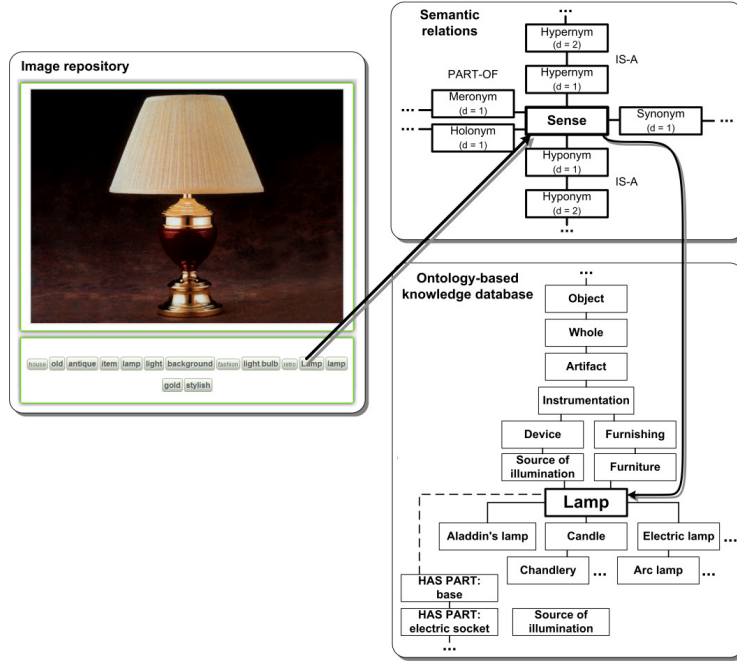 Image repository
house old antique item lamp light background fashion light bulb retro Lamp lamp
gold stylish
Semantic
relations
...
Hypernym
(d = 2)
IS-A
Hypernym
(d = 1)
PART-OF
... Meronym
(d = 1)
... Holonym
(d = 1)
Sense
Synonym
(d = 1)
...
Hyponym
(d = 1)
IS-A
Hyponym
(d = 2)
...
Ontology-based
knowledge database
...
Object
Whole
Artifact
Instrumentation
Device Furnishing
Source of
illumination
Furniture
Lamp
Aladdin's lamp Candle Electric lamp ...
Chandlery ... Arc lamp ...
HAS PART:
base
HAS PART:
electric socket
...
Source of
illumination